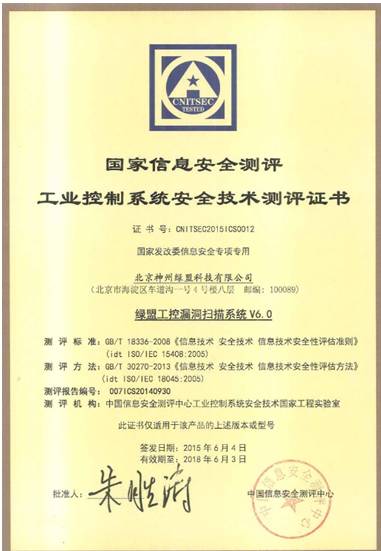 CNITSEC
TESTED
国家信息安全测评
工业控制系统安全技术测评证书
证 书 号：CNITSEC2015ICS0012
国家发改委信息安全专项专用
北京神州绿盟科技有限公司
（北京市海淀区车道沟一号4号楼八层 邮编：100089）
绿盟工控漏洞扫描系统 V6.0
测 评 标 准：GB/T 18336-2008《信息技术 安全技术 信息技术安全性评估准则》
(idt ISO/IEC 15408:2005)
测 评 方 法：GB/T 30270-2013《信息技术 安全技术 信息技术安全性评估方法》
(idt ISO/IEC 18045:2005)
测评报告编号：007ICS20140930
测 评 机 构：中国信息安全测评中心工业控制系统安全技术国家工程实验室
此证书仅适用于该产品的上述版本或型号
签发日期：2015 年 6 月 4 日
有效期至：2018 年 6 月 3 日
批准人：
中国信息安全测评中心
中国信息安全测评中心